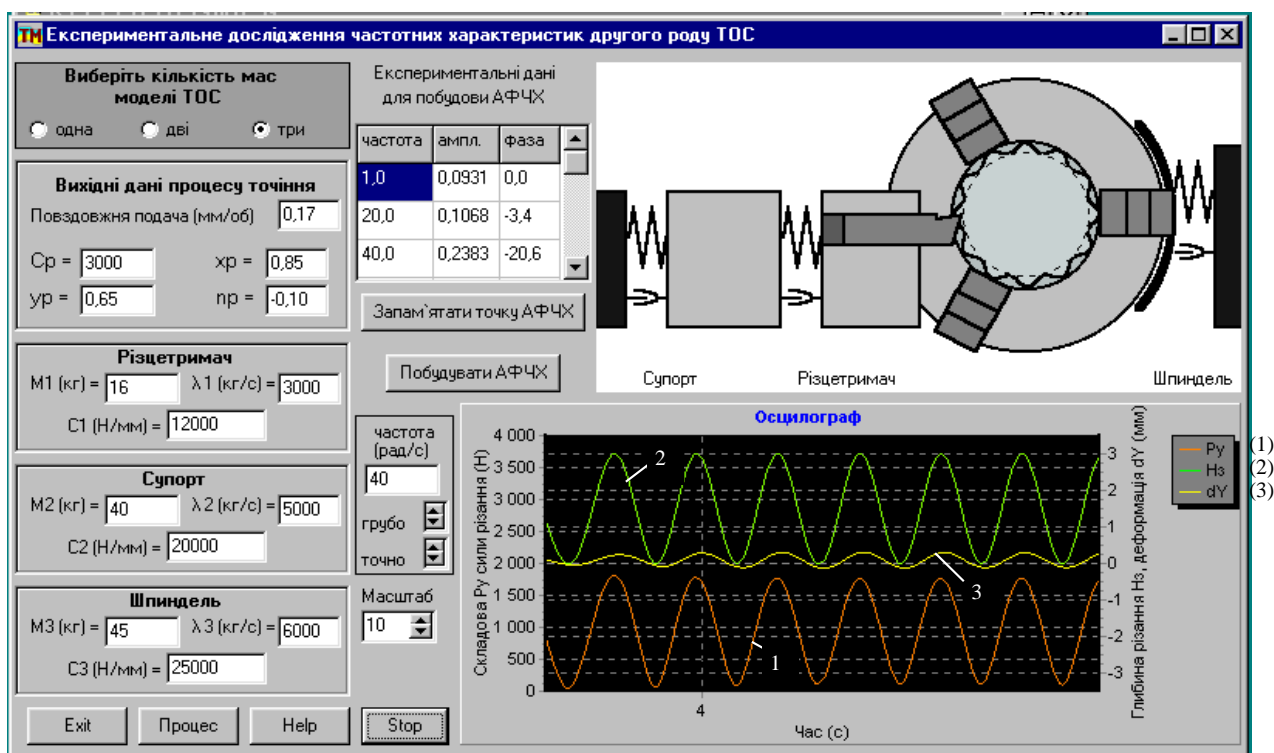 ТМ Експериментальне дослідження частотних характеристик другого роду ТОС
Виберіть кількість мас
моделі ТОС
одна дві три
Вихідні дані процесу точіння
Повздовжня подача (мм/об) 0,17
Cp = 3000 xp = 0,85
yp = 0,65 np = -0,10
Різцетримач
M1 (кг) = 16 λ1 (кг/с) = 3000
C1 (Н/мм) = 12000
Супорт
M2 (кг) = 40 λ2 (кг/с) = 5000
C2 (Н/мм) = 20000
Шпиндель
M3 (кг) = 45 λ3 (кг/с) = 6000
C3 (Н/мм) = 25000
Exit Процес Help Stop
Експериментальні дані
для побудови АФЧХ
частота ампл. фаза
1,0 0,0931 0,0
20,0 0,1068 -3,4
40,0 0,2383 -20,6
Запам`ятати точку АФЧХ
Побудувати АФЧХ
частота
(рад/с)
40
грубо
точно
Масштаб
10
Супорт Різцетримач Шпиндель
Осцилограф
Складова Ру сили різання (Н)
4 000
3 500
3 000
2 500
2 000
1 500
1 000
500
0
2
3
1
4
Час (с)
3
2
1
0
-1
-2
-3
Глибина різання Нз, деформація dY (мм)
Ру (1)
Нз (2)
dY (3)